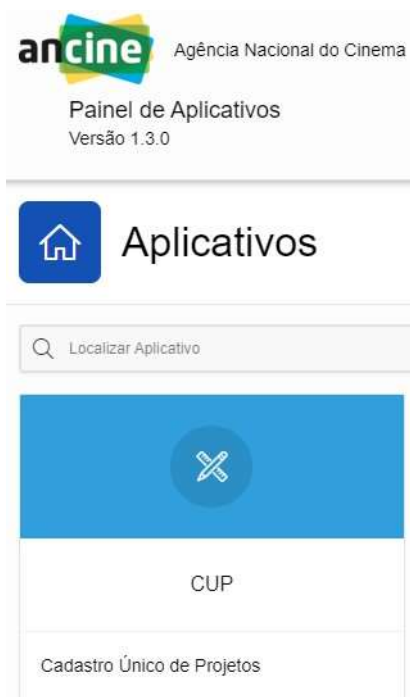 ancine Agência Nacional do Cinema
Painel de Aplicativos
Versão 1.3.0
Aplicativos
Localizar Aplicativo
CUP
Cadastro Único de Projetos